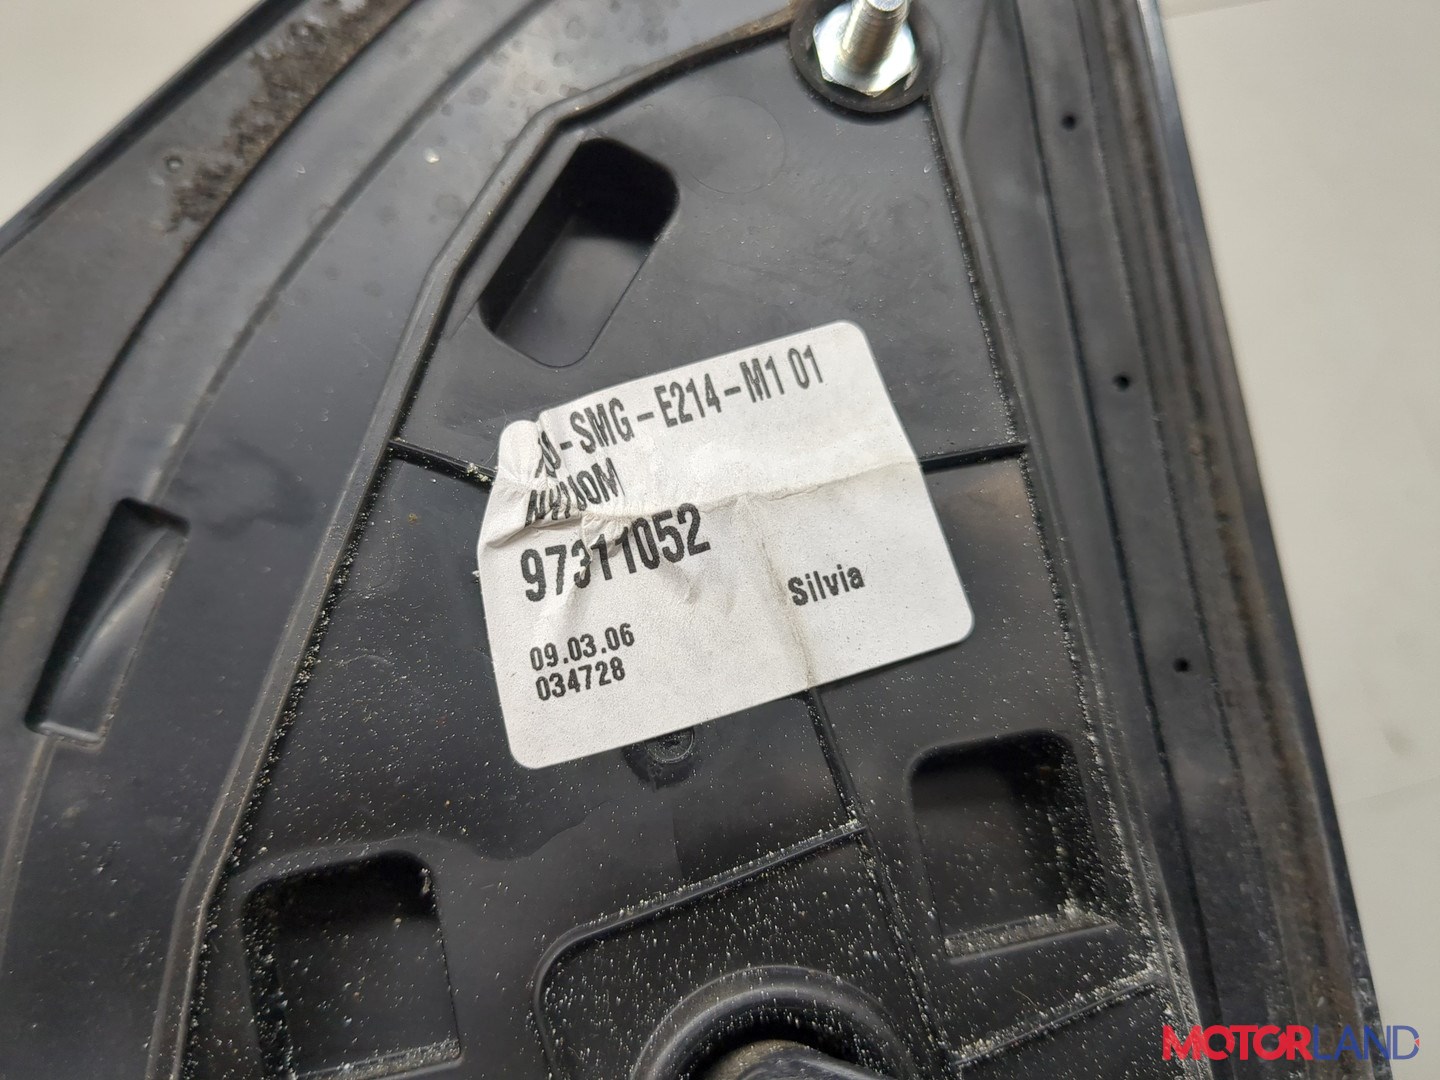 -SMG-E214-M1 01
97311052
Silvia
09.03.06
034728
MOTORLAND